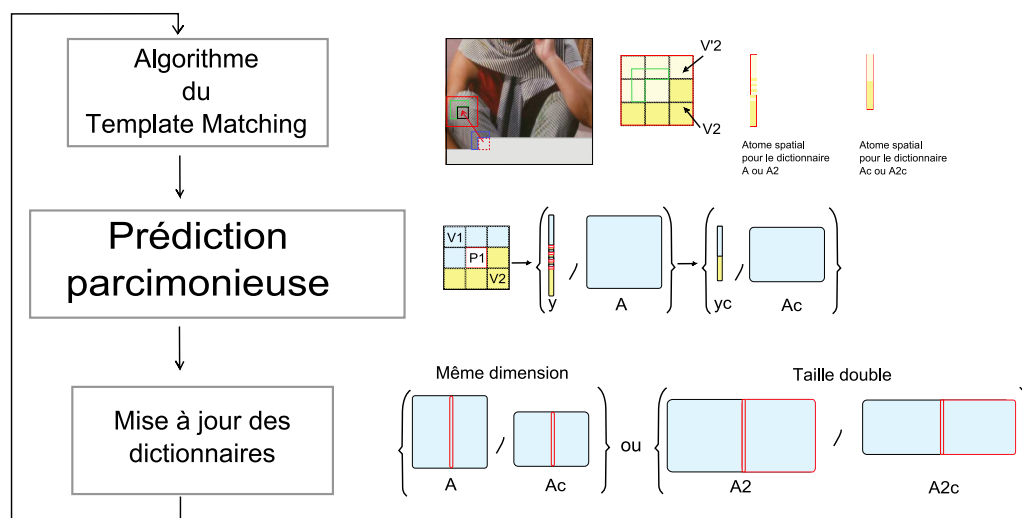 Algorithme
du
Template Matching
V'2
V2
Atome spatial
pour le dictionnaire
A ou A2
Atome spatial
pour le dictionnaire
Ac ou A2c
Prédiction
parcimonieuse
V1
P1
V2
y
,
A
yc
,
Ac
Mise à jour des
dictionnaires
Même dimension
A
,
Ac
ou
Taille double
A2
,
A2c